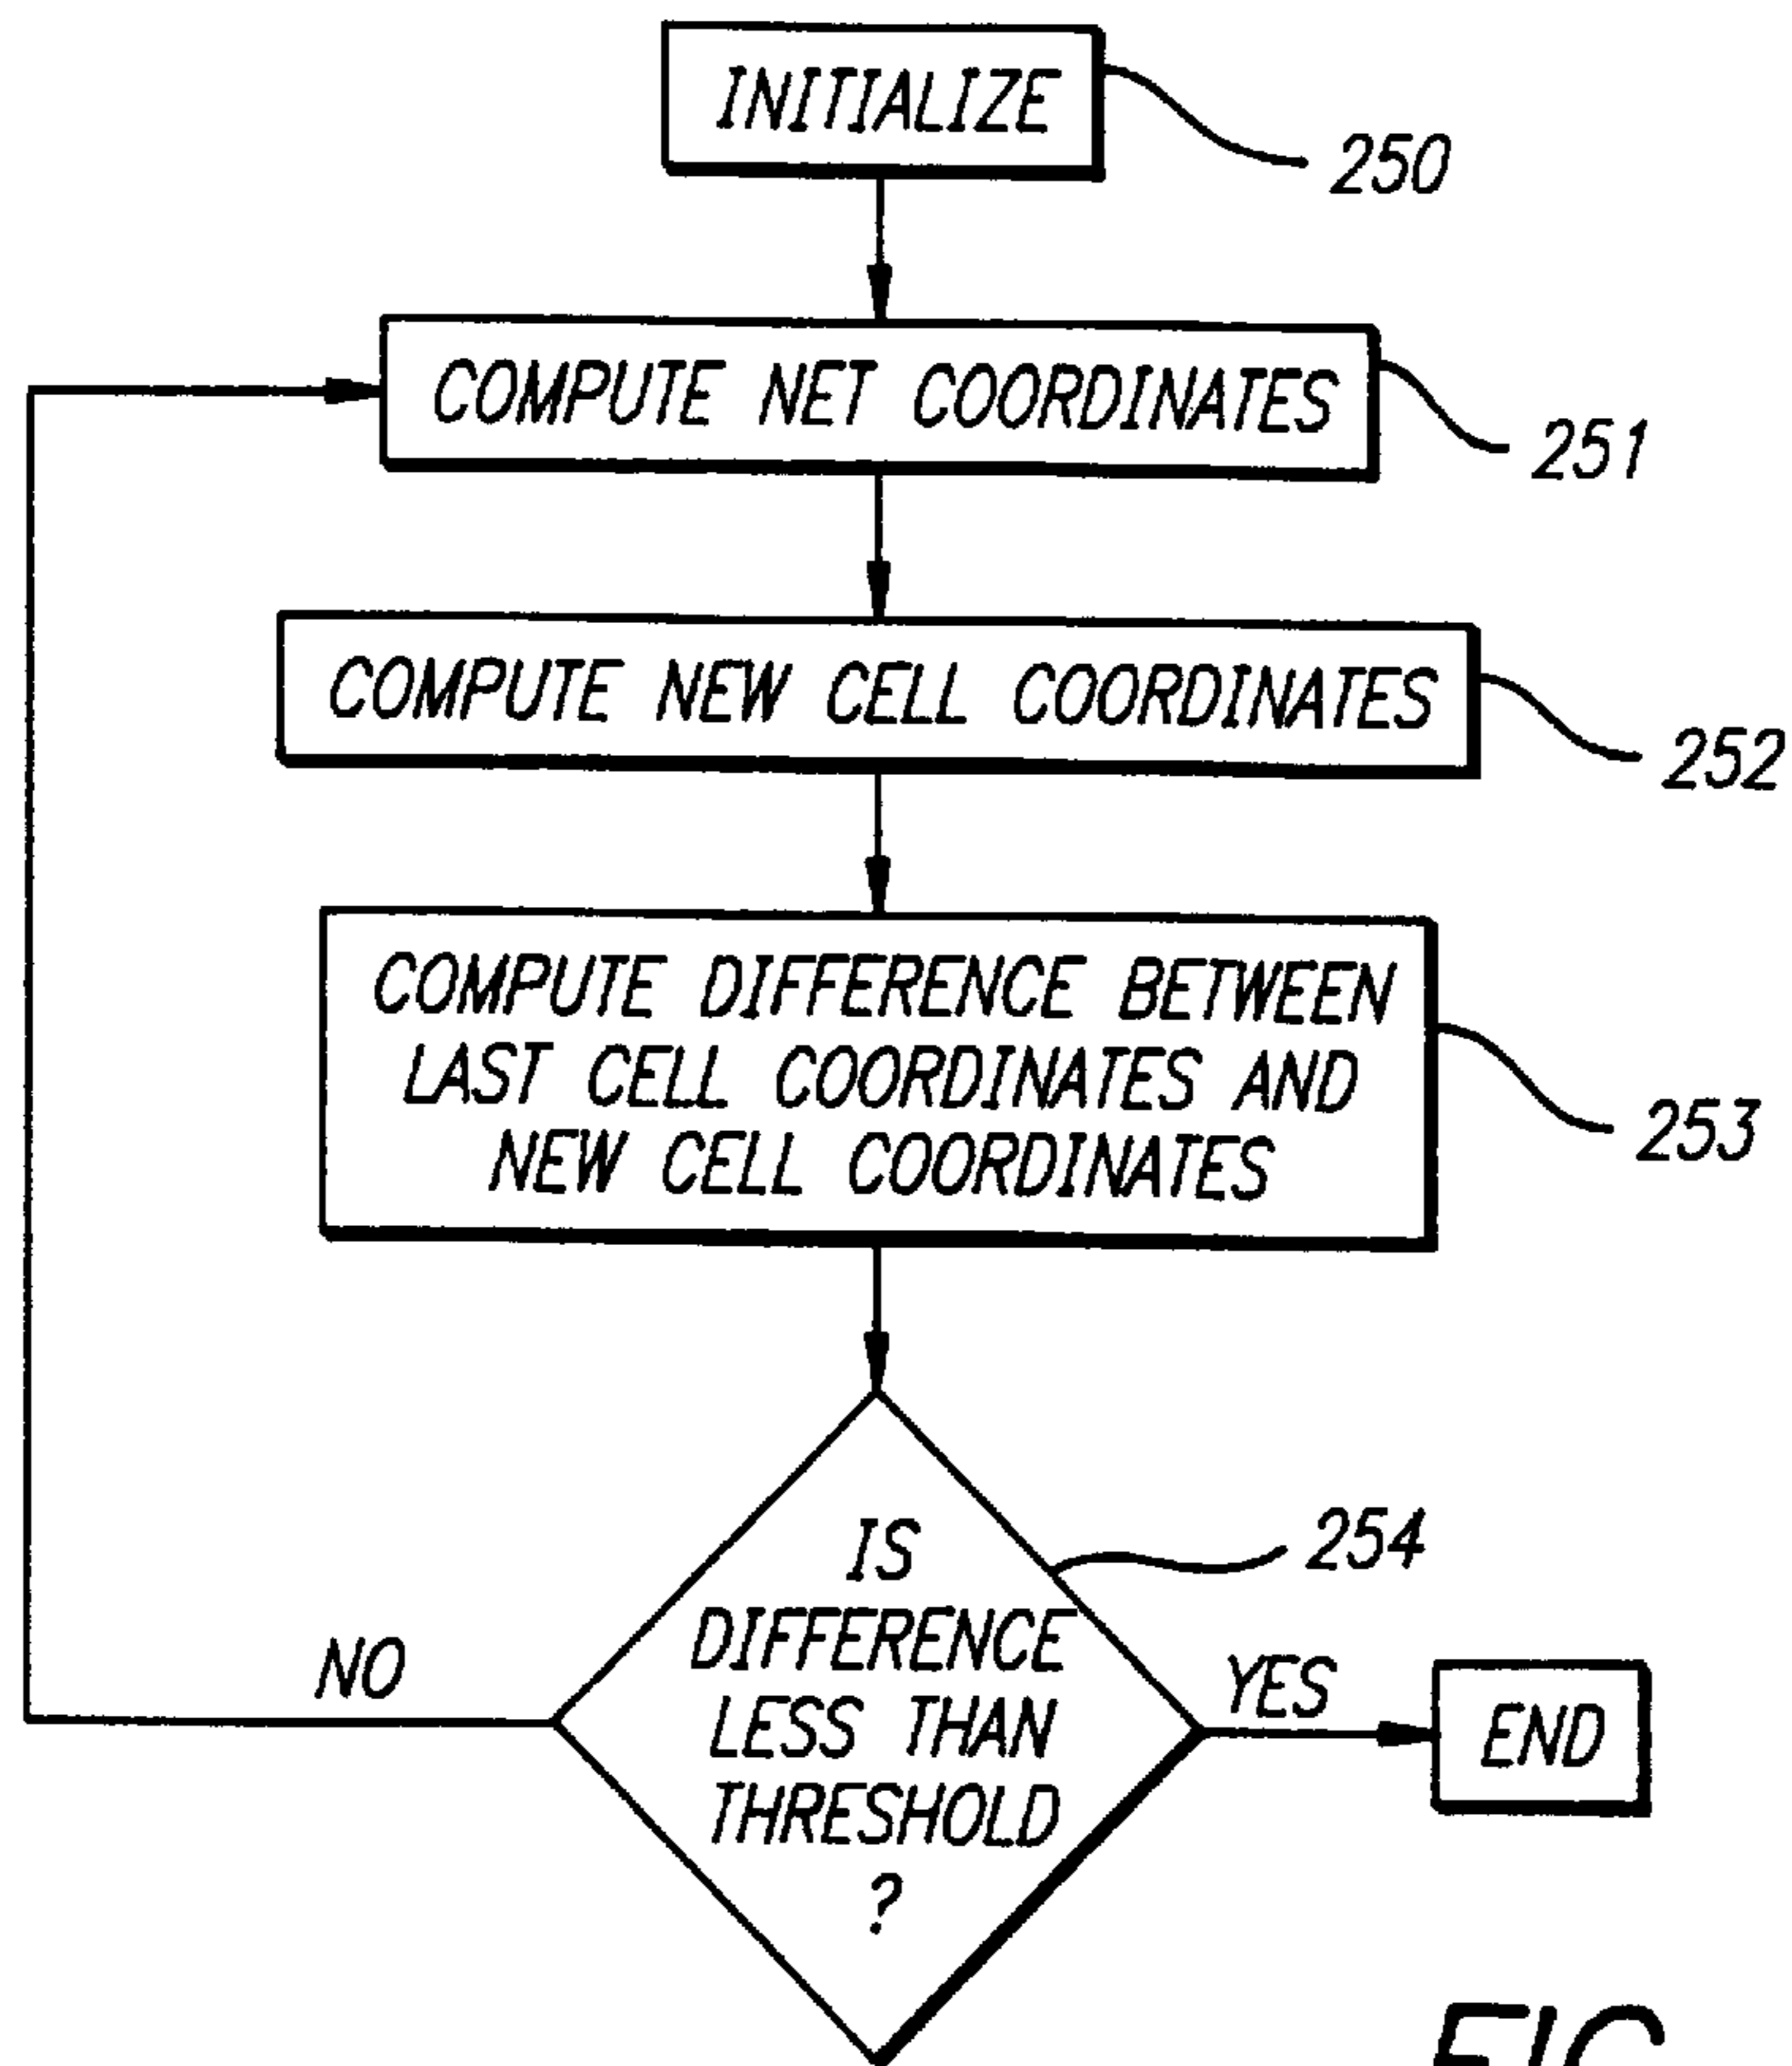 INITIALIZE
250
COMPUTE NET COORDINATES
251
COMPUTE NEW CELL COORDINATES
252
COMPUTE DIFFERENCE BETWEEN
LAST CELL COORDINATES AND
NEW CELL COORDINATES
253
IS
DIFFERENCE
LESS THAN
THRESHOLD
?
254
NO
YES
END